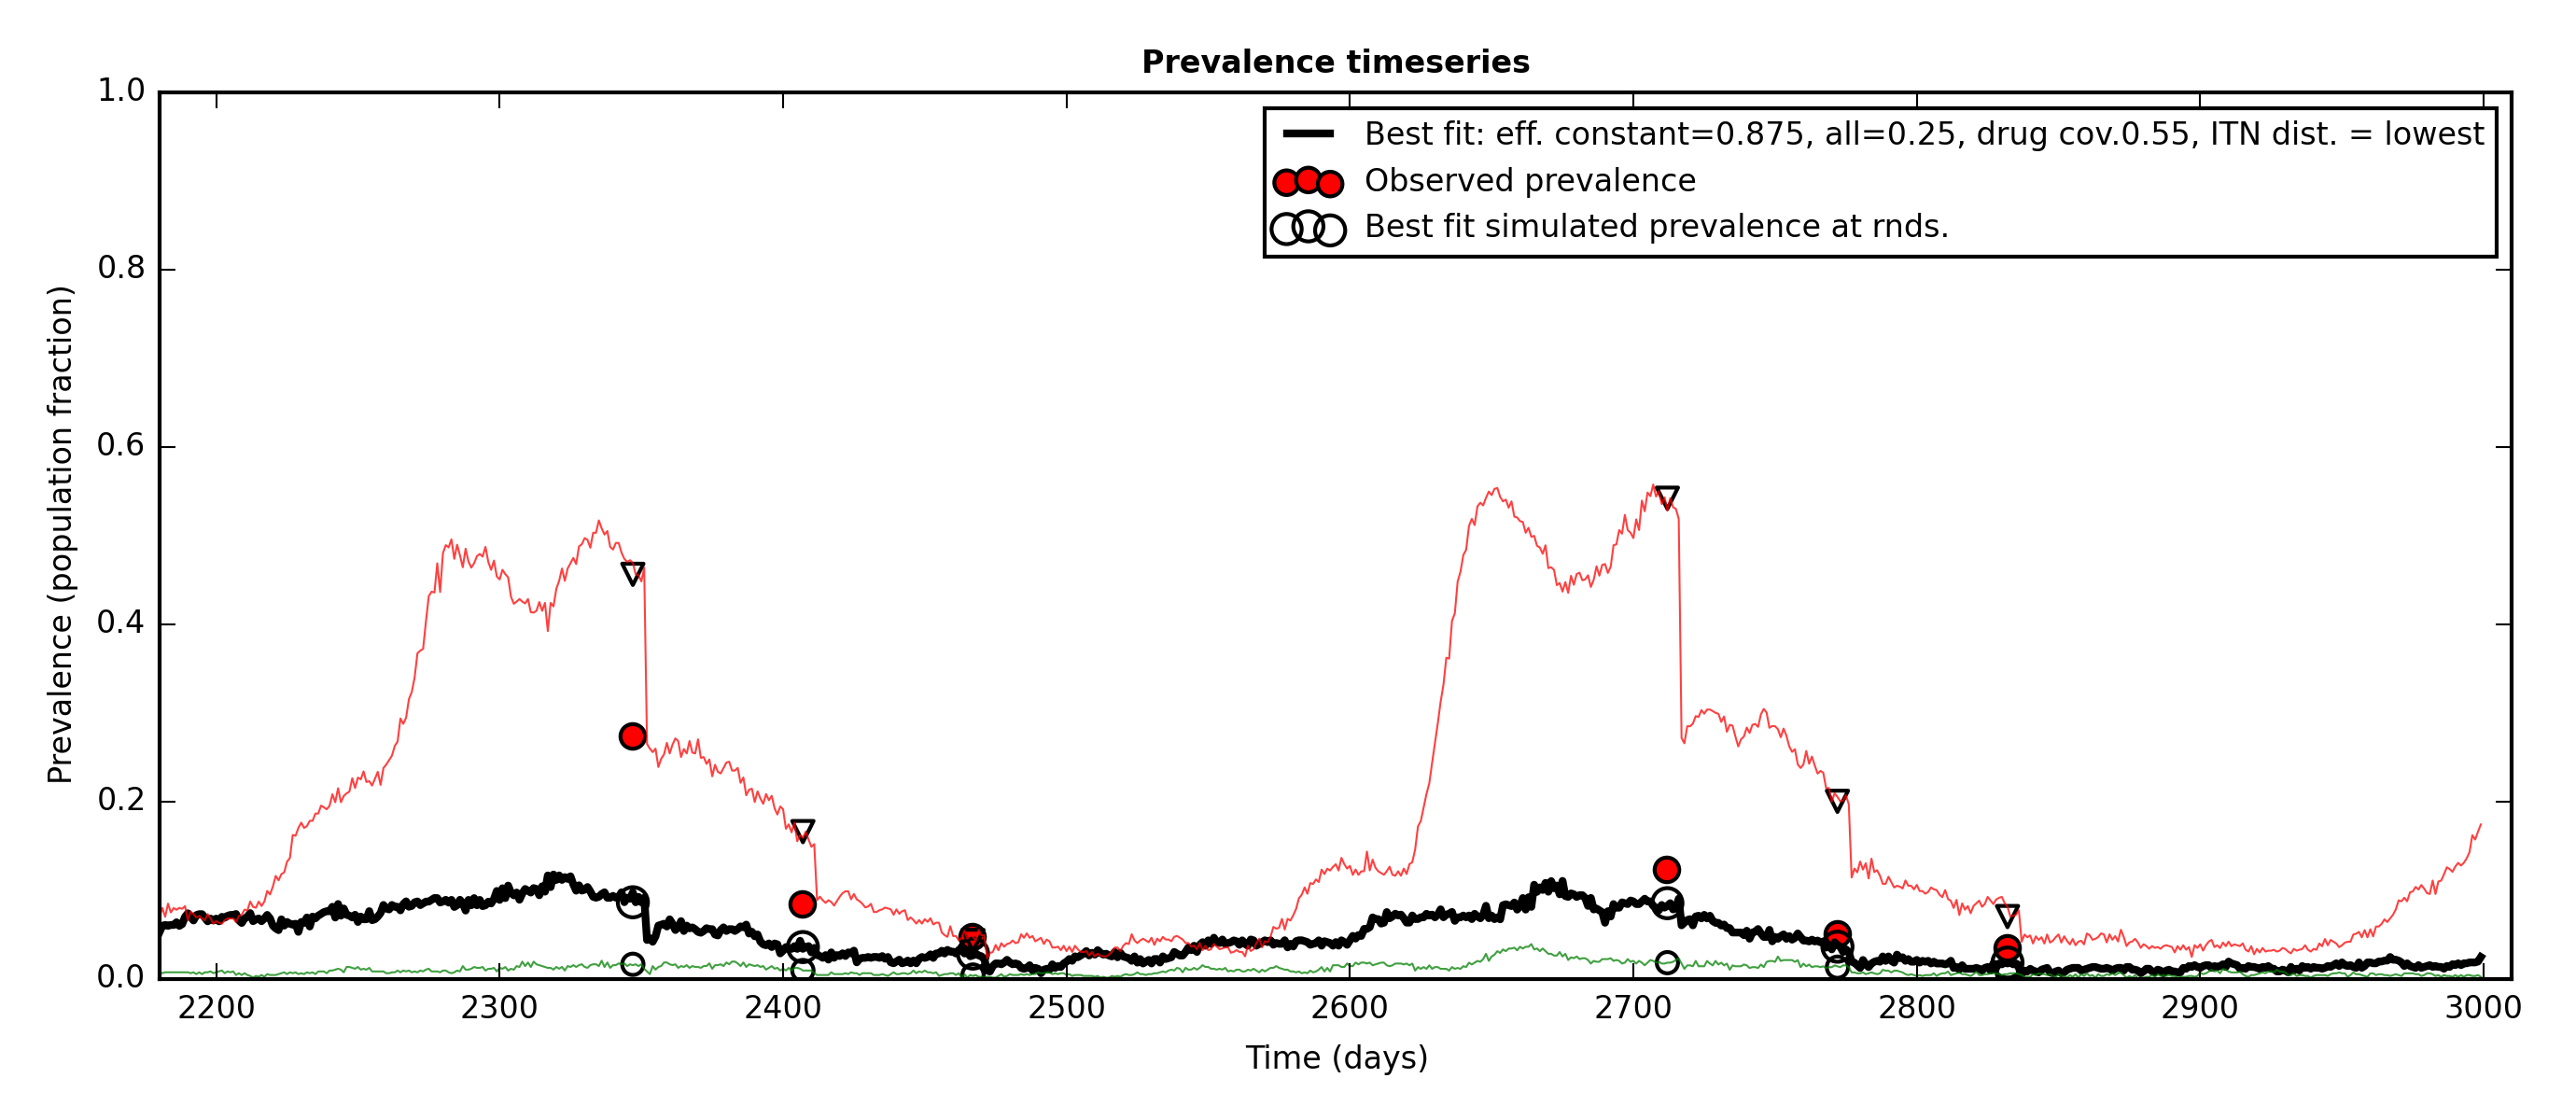 Prevalence timeseries
1.0
0.8
0.6
0.4
0.2
0.0
Prevalence (population fraction)
Best fit: eff. constant=0.875, all=0.25, drug cov.0.55, ITN dist. = lowest
Observed prevalence
Best fit simulated prevalence at rnds.
2200 2300 2400 2500 2600 2700 2800 2900 3000
Time (days)